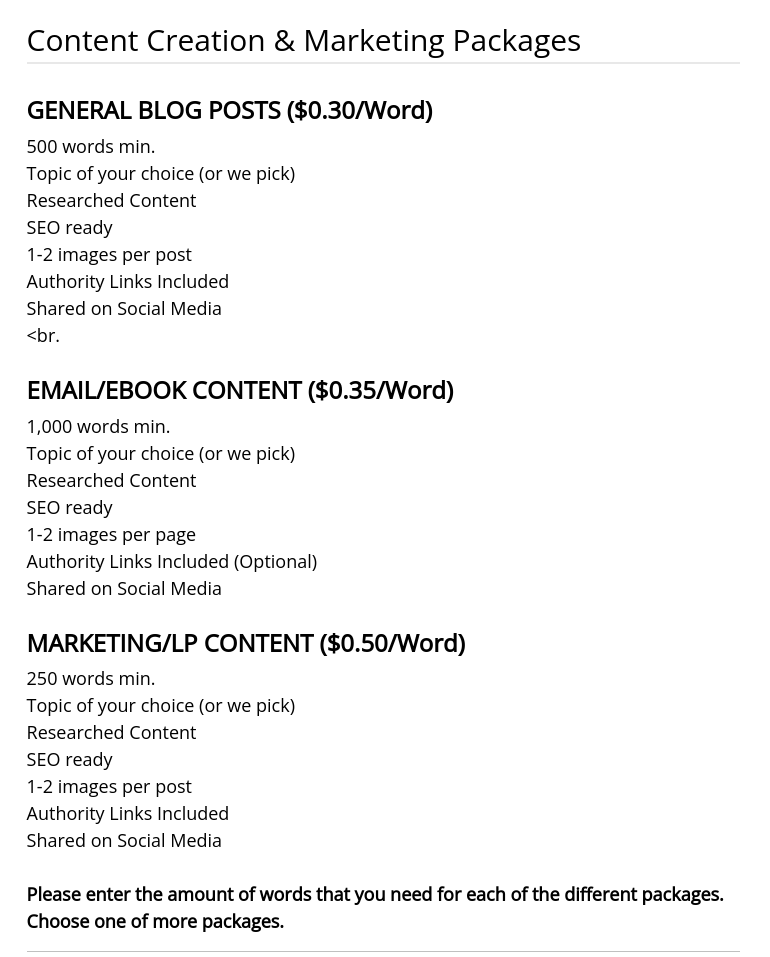 Content Creation & Marketing Packages
GENERAL BLOG POSTS ($0.30/Word)
500 words min.
Topic of your choice (or we pick)
Researched Content
SEO ready
1-2 images per post
Authority Links Included
Shared on Social Media
<br.
EMAIL/EBOOK CONTENT ($0.35/Word)
1,000 words min.
Topic of your choice (or we pick)
Researched Content
SEO ready
1-2 images per page
Authority Links Included (Optional)
Shared on Social Media
MARKETING/LP CONTENT ($0.50/Word)
250 words min.
Topic of your choice (or we pick)
Researched Content
SEO ready
1-2 images per post
Authority Links Included
Shared on Social Media
Please enter the amount of words that you need for each of the different packages.
Choose one of more packages.